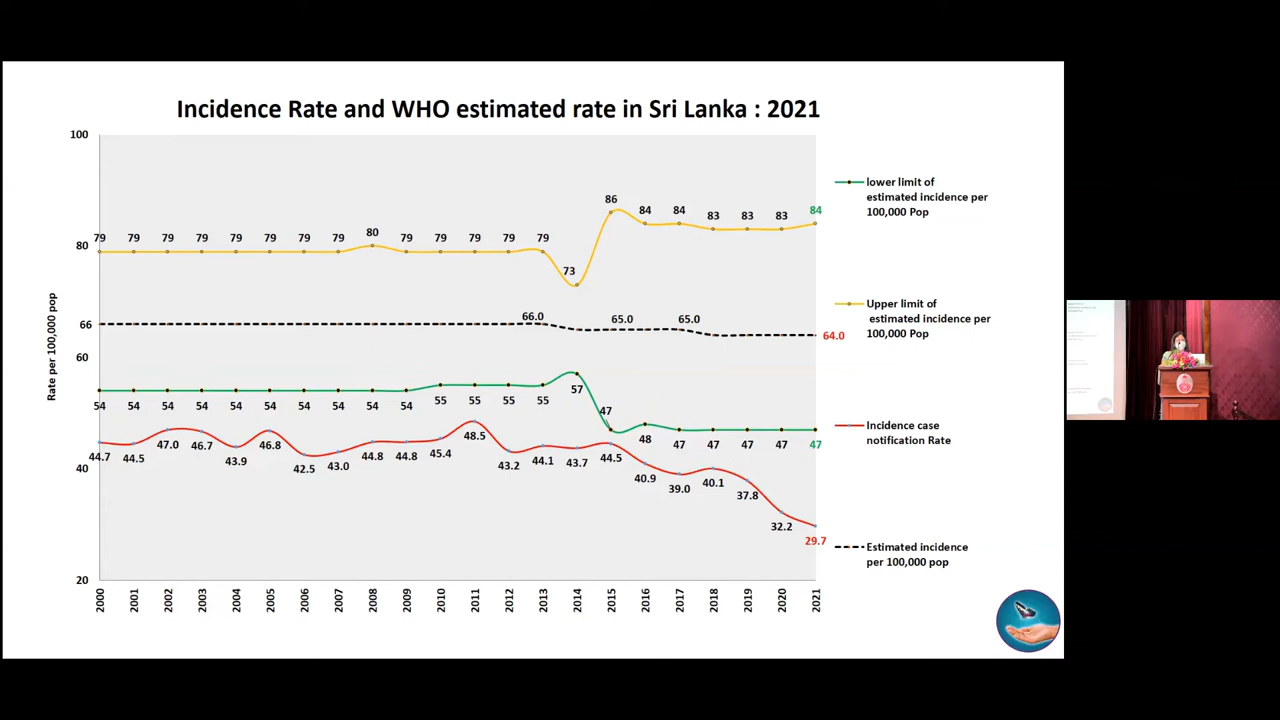 Incidence Rate and WHO estimated rate in Sri Lanka : 2021
Rate per 100,000 pop
100
80
66
60
40
20
79 79 79 79 79 79 79 79 80 79 79 79 79 79 73 86 84 84 83 83 83 84
66.0 65.0 65.0 64.0
54 54 54 54 54 54 54 54 54 54 55 55 55 55 57 47 48 47 47 47 47 47
44.7 44.5 47.0 46.7 43.9 46.8 42.5 43.0 44.8 44.8 45.4 48.5 43.2 44.1 43.7 44.5 40.9 39.0 40.1 37.8 32.2 29.7
2000 2001 2002 2003 2004 2005 2006 2007 2008 2009 2010 2011 2012 2013 2014 2015 2016 2017 2018 2019 2020 2021
lower limit of
estimated incidence per
100,000 Pop
Upper limit of
estimated incidence per
100,000 Pop
Incidence case
notification Rate
Estimated incidence
per 100,000 pop